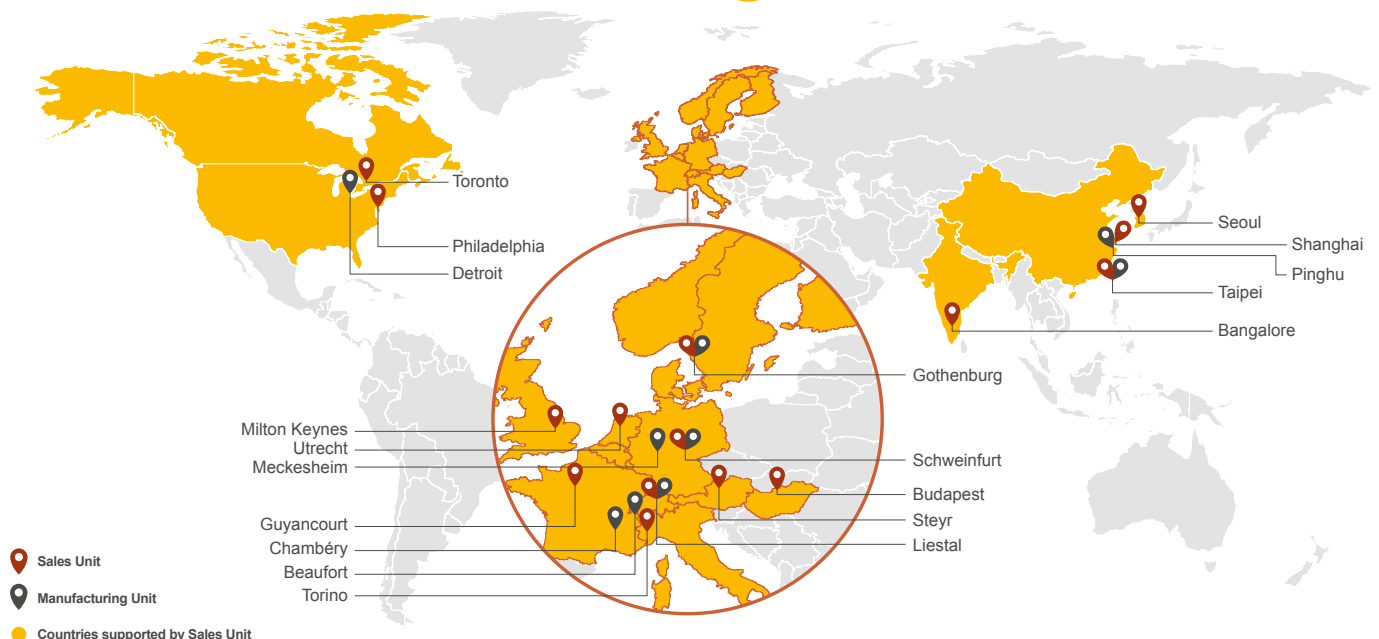 Toronto
Philadelphia
Detroit
Seoul
Shanghai
Pinghu
Taipei
Bangalore
Gothenburg
Milton Keynes
Utrecht
Meckesheim
Schweinfurt
Budapest
Steyr
Liestal
Guyancourt
Chambéry
Beaufort
Torino
Sales Unit
Manufacturing Unit
Countries supported by Sales Unit